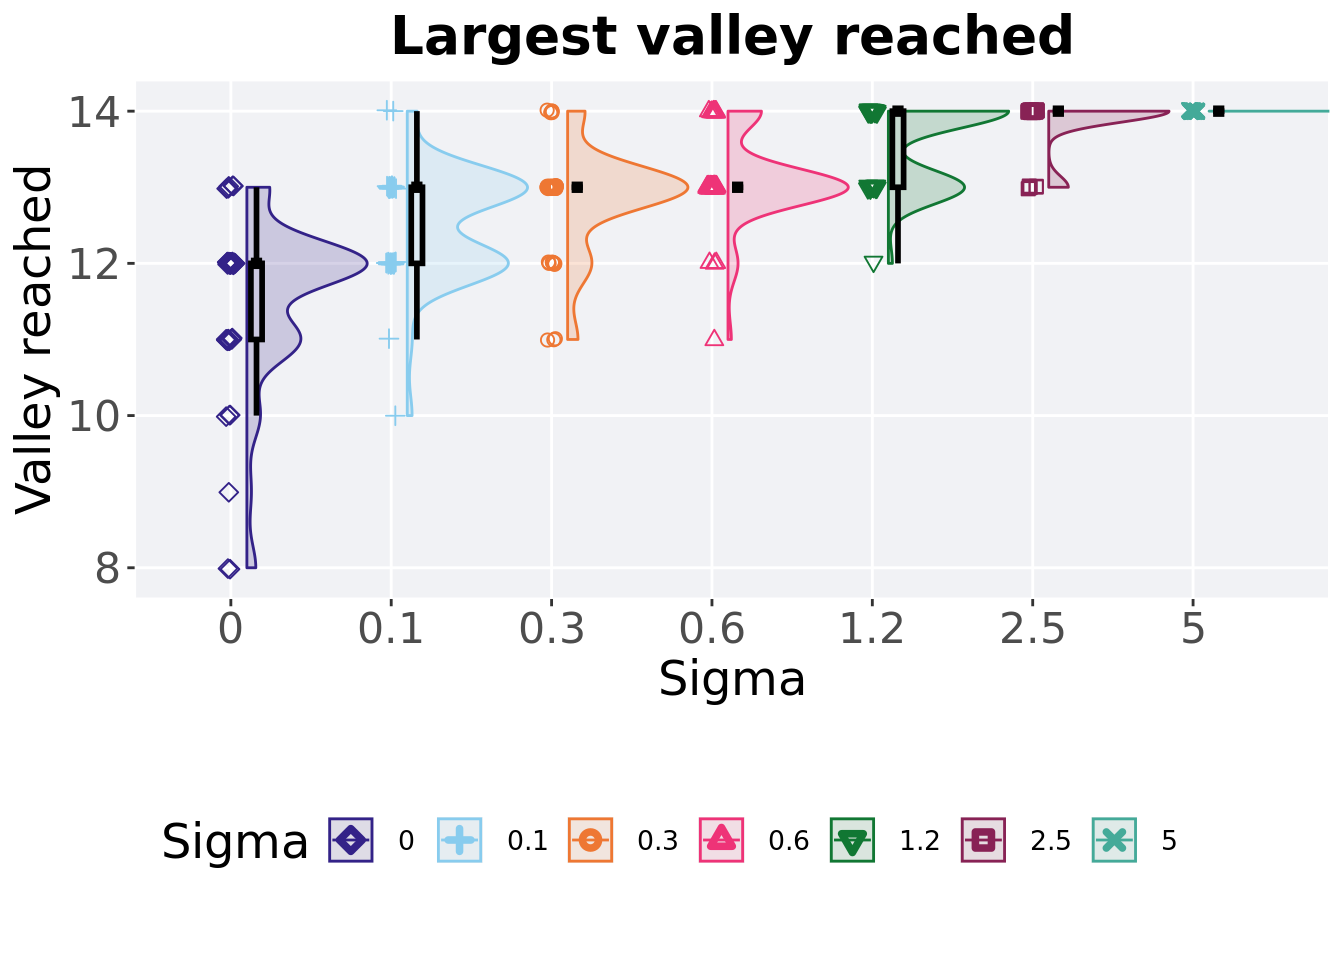 Largest valley reached
Valley reached
14
12
10
8
0 0.1 0.3 0.6 1.2 2.5 5
Sigma
Sigma 0 0.1 0.3 0.6 1.2 2.5 5